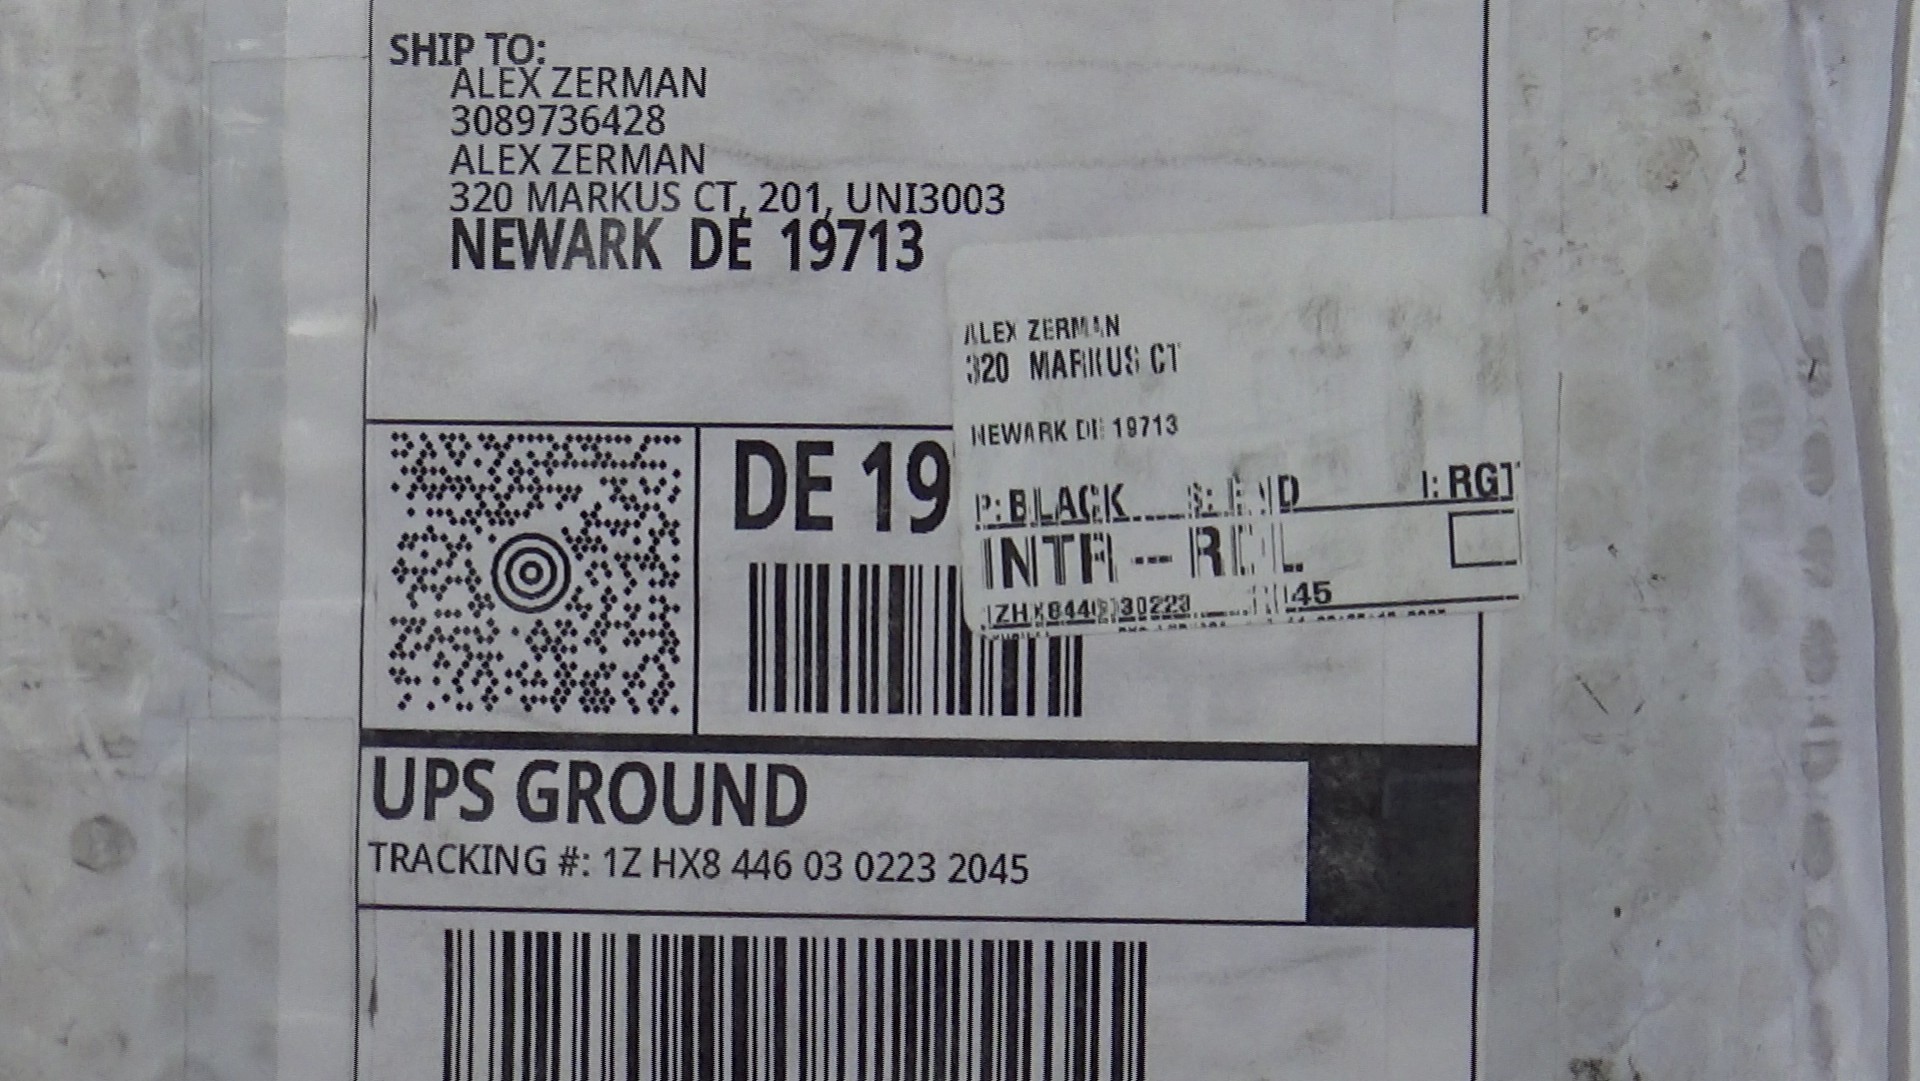 SHIP TO:
ALEX ZERMAN
3089736428
ALEX ZERMAN
320 MARKUS CT, 201, UNI3003
NEWARK DE 19713
ALEX ZERMAN
320 MARKUS CT
NEWARK DE 19713
DE 19
P: BLACK S: I: RGT
INTR --
45
UPS GROUND
TRACKING #: 1Z HX8 446 03 0223 2045